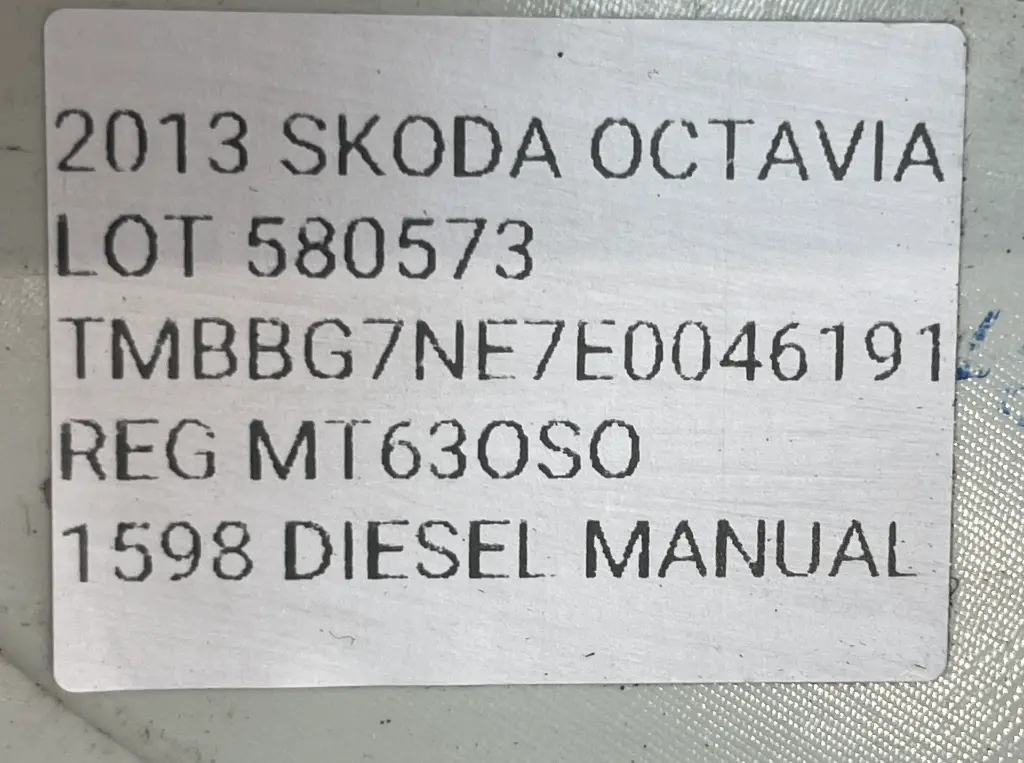 2013 SKODA OCTAVIA
LOT 580573
TMBBG7NE7E0046191
REG MT63OSO
1598 DIESEL MANUAL